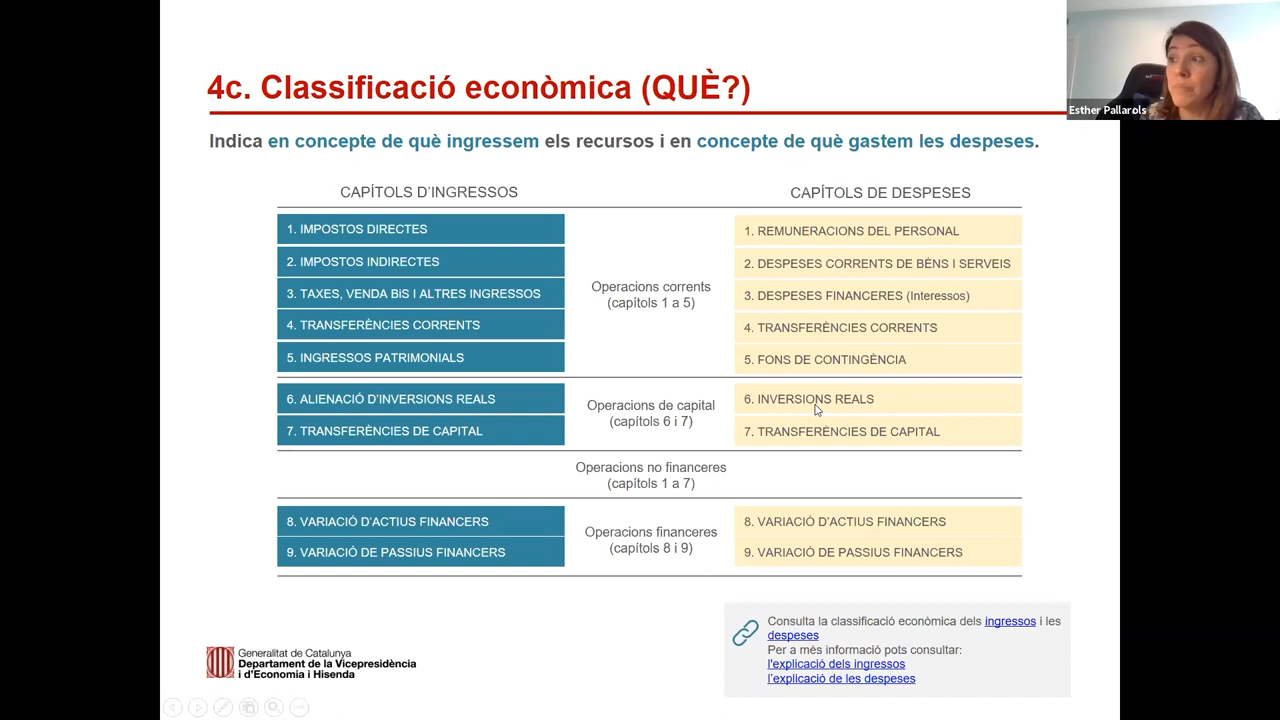 4c. Classificació econòmica (QUÈ?)
Esther Pallarols
Indica en concepte de què ingressem els recursos i en concepte de què gastem les despeses.
CAPÍTOLS D'INGRESSOS
1. IMPOSTOS DIRECTES
2. IMPOSTOS INDIRECTES
3. TAXES, VENDA BiS I ALTRES INGRESSOS
4. TRANSFERÈNCIES CORRENTS
5. INGRESSOS PATRIMONIALS
6. ALIENACIÓ D'INVERSIONS REALS
7. TRANSFERÈNCIES DE CAPITAL
8. VARIACIÓ D'ACTIUS FINANCERS
9. VARIACIÓ DE PASSIUS FINANCERS
Operacions corrents
(capítols 1 a 5)
Operacions de capital
(capítols 6 i 7)
Operacions no financeres
(capítols 1 a 7)
Operacions financeres
(capítols 8 i 9)
CAPÍTOLS DE DESPESES
1. REMUNERACIONS DEL PERSONAL
2. DESPESES CORRENTS DE BÉNS I SERVEIS
3. DESPESES FINANCERES (Interessos)
4. TRANSFERÈNCIES CORRENTS
5. FONS DE CONTINGÈNCIA
6. INVERSIONS REALS
7. TRANSFERÈNCIES DE CAPITAL
8. VARIACIÓ D'ACTIUS FINANCERS
9. VARIACIÓ DE PASSIUS FINANCERS
Consulta la classificació econòmica dels ingressos i les
despeses
Per a més informació pots consultar:
l'explicació dels ingressos
l'explicació de les despeses
Generalitat de Catalunya
Departament de la Vicepresidència
i d'Economia i Hisenda